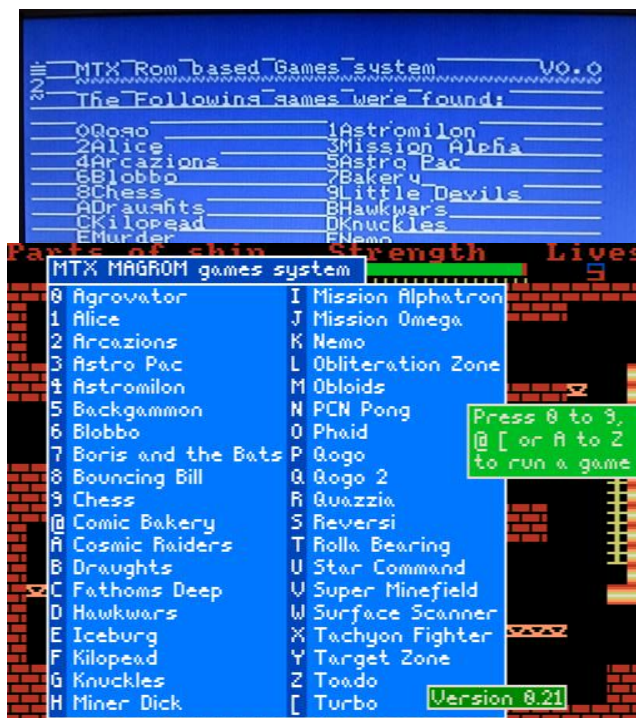 MTX Rom based Games system V0.0
The Following games were found:
0Qogo 1Astromilon
2Alice 3Mission Alpha
4Arcazions 5Astro Pac
6Blobbo 7Bakery
8Chess 9Little Devils
ADraughts BHawkwars
CKilopead DKnuckles
EMurder FNemo
Parts of ship Strength Lives
MTX MAGROM games system
5
0 Agrovator I Mission Alphatron
1 Alice J Mission Omega
2 Arcazions K Nemo
3 Astro Pac L Obliteration Zone
4 Astromilon M Obloids
5 Backgammon N PCN Pong
6 Blobbo O Phaid
7 Boris and the Bats P Qogo
8 Bouncing Bill Q Qogo 2
9 Chess R Quazzia
@ Comic Bakery S Reversi
A Cosmic Raiders T Rolla Bearing
B Draughts U Star Command
C Fathoms Deep V Super Minefield
D Hawkwars W Surface Scanner
E Iceburg X Tachyon Fighter
F Kilopead Y Target Zone
G Knuckles Z Toado
H Miner Dick [ Turbo
Press 0 to 9,
@ [ or A to Z
to run a game
Version 0.21